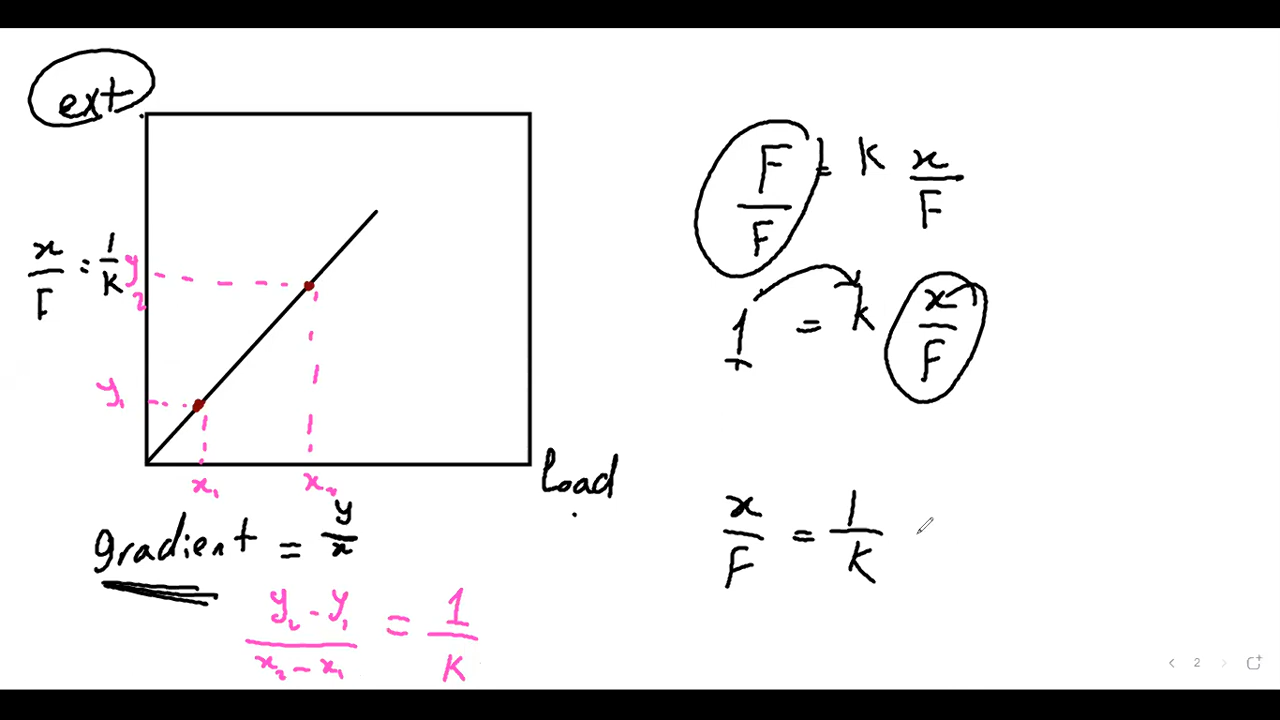 ext
x/F = 1/K
y₂
y₁
x₁ x₂
load
gradient = y/x
(y₂ - y₁)/(x₂ - x₁) = 1/K
F/F = K x/F
1 = K x/F
x/F = 1/K
2